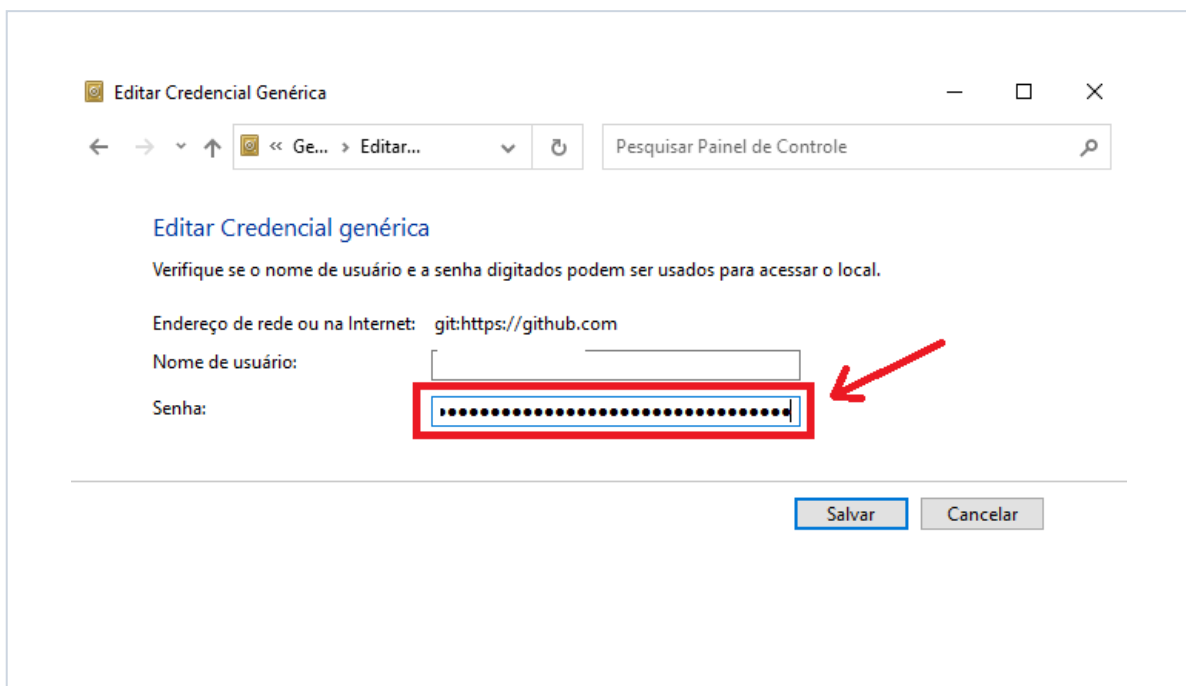 Editar Credencial Genérica
« Ge... › Editar... Pesquisar Painel de Controle
Editar Credencial genérica
Verifique se o nome de usuário e a senha digitados podem ser usados para acessar o local.
Endereço de rede ou na Internet: git:https://github.com
Nome de usuário:
Senha: ••••••••••••••••••••••••••••••••••
Salvar Cancelar